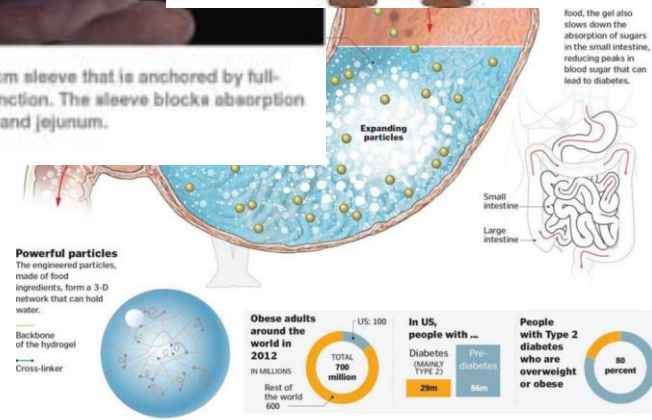 food, the gel also
slows down the
absorption of sugars
in the small intestine,
reducing peaks in
blood sugar that can
lead to diabetes.
cm sleeve that is anchored by full-
nction. The sleeve blocks absorption
and jejunum.
Expanding
particles
Small
intestine
Large
intestine
Powerful particles
The engineered particles,
made of food
ingredients, form a 3-D
network that can hold
water.
Backbone
of the hydrogel
Cross-linker
Obese adults
around the
world in
2012
IN MILLIONS
US: 100
TOTAL
700
million
Rest of
the world
600
In US,
people with ...
Diabetes
(MAINLY
TYPE 2)
29m
Pre-
diabetes
86m
People
with Type 2
diabetes
who are
overweight
or obese
80
percent